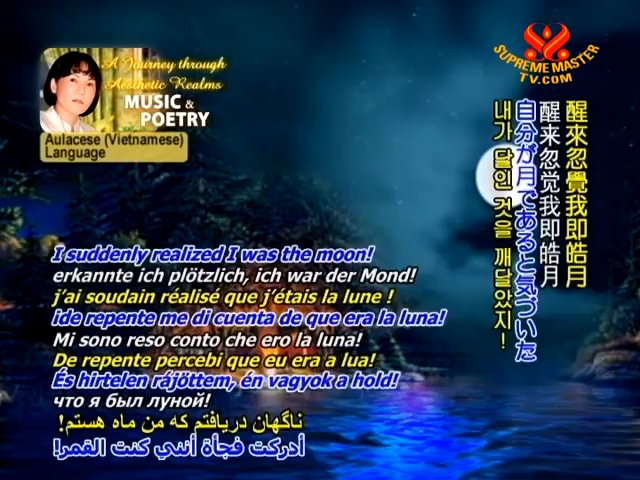 A Journey through
Aesthetic Realms
MUSIC &
POETRY
Aulacese (Vietnamese)
Language
SUPREME MASTER
TV.COM
醒來忽覺我即皓月
醒来忽觉我即皓月
自分が月であると気づいた
내가 달인 것을 깨달았지!
I suddenly realized I was the moon!
erkannte ich plötzlich, ich war der Mond!
j'ai soudain réalisé que j'étais la lune !
¡de repente me di cuenta de que era la luna!
Mi sono reso conto che ero la luna!
De repente percebi que eu era a lua!
És hirtelen rájöttem, én vagyok a hold!
что я был луной!
ناگهان دریافتم که من ماه هستم!
أدركت فجأة أنني كنت القمر!